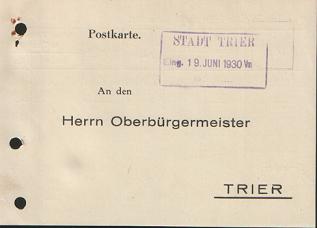 Postkarte.
STADT TRIER
Eing. 19. JUNI 1930 Vm
An den
Herrn Oberbürgermeister
TRIER